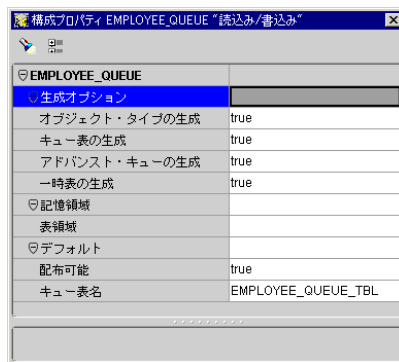 構成プロパティ EMPLOYEE_QUEUE "読込み/書込み"
EMPLOYEE_QUEUE
生成オプション
オブジェクト・タイプの生成 true
キュー表の生成 true
アドバンスト・キューの生成 true
一時表の生成 true
記憶領域
表領域
デフォルト
配布可能 true
キュー表名 EMPLOYEE_QUEUE_TBL